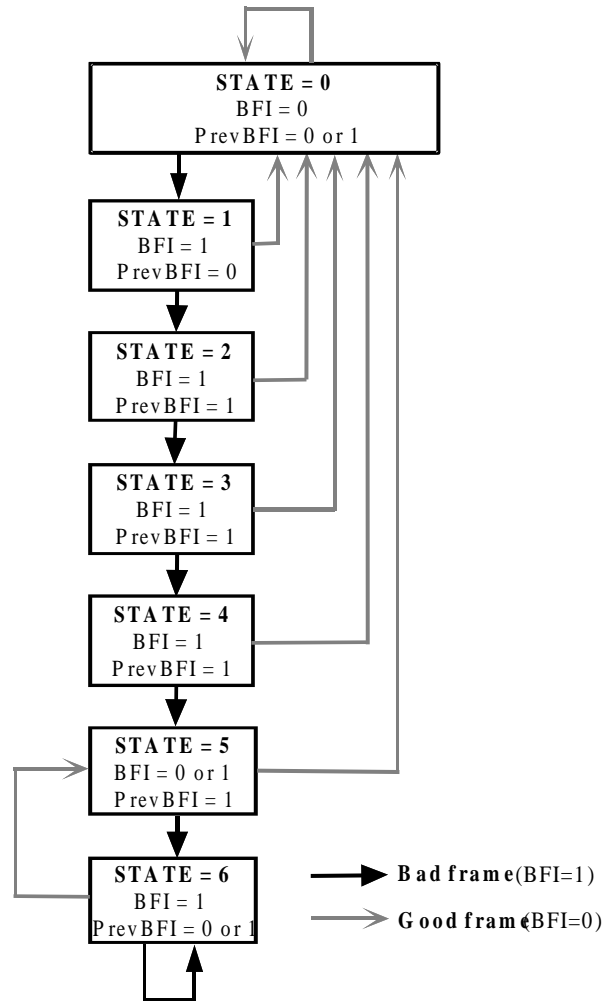 STATE = 0
BFI = 0
PrevBFI = 0 or 1
STATE = 1
BFI = 1
PrevBFI = 0
STATE = 2
BFI = 1
PrevBFI = 1
STATE = 3
BFI = 1
PrevBFI = 1
STATE = 4
BFI = 1
PrevBFI = 1
STATE = 5
BFI = 0 or 1
PrevBFI = 1
STATE = 6
BFI = 1
PrevBFI = 0 or 1
Bad frame (BFI=1)
Good frame (BFI=0)